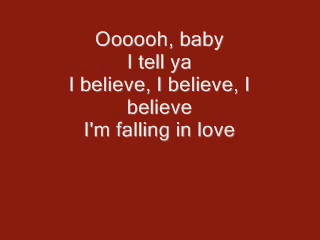 Oooooh, baby
I tell ya
I believe, I believe, I
believe
I'm falling in love